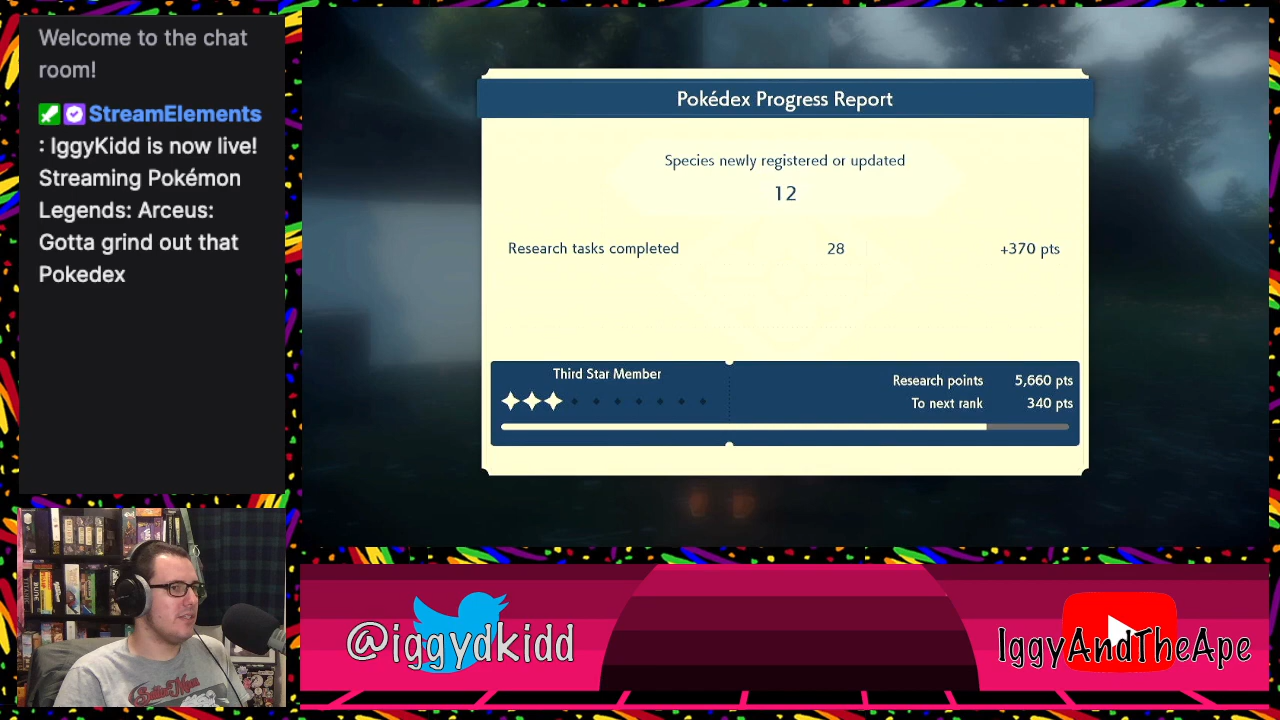 Welcome to the chat
room!
StreamElements
: IggyKidd is now live!
Streaming Pokémon
Legends: Arceus:
Gotta grind out that
Pokedex
Pokédex Progress Report
Species newly registered or updated
12
Research tasks completed 28 +370 pts
Third Star Member
Research points 5,660 pts
To next rank 340 pts
@iggydkidd
IggyAndTheApe